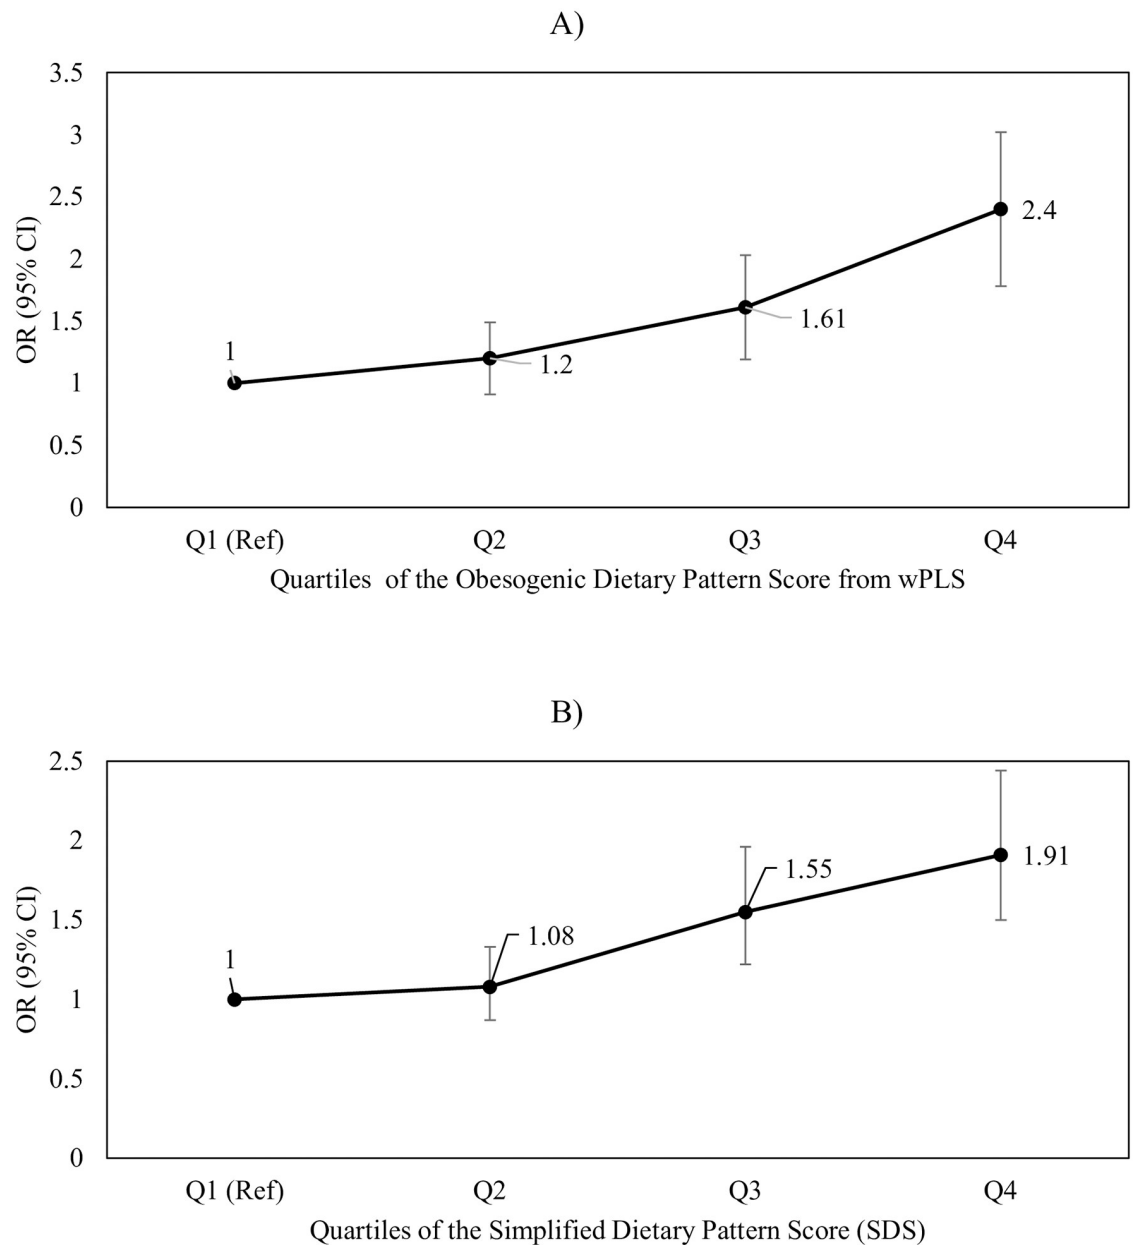 A)
3.5
3
2.5
2
1.5
1
0.5
0
OR (95% CI)
1
1.2
1.61
2.4
Q1 (Ref) Q2 Q3 Q4
Quartiles of the Obesogenic Dietary Pattern Score from wPLS
B)
2.5
2
1.5
1
0.5
0
OR (95% CI)
1
1.08
1.55
1.91
Q1 (Ref) Q2 Q3 Q4
Quartiles of the Simplified Dietary Pattern Score (SDS)